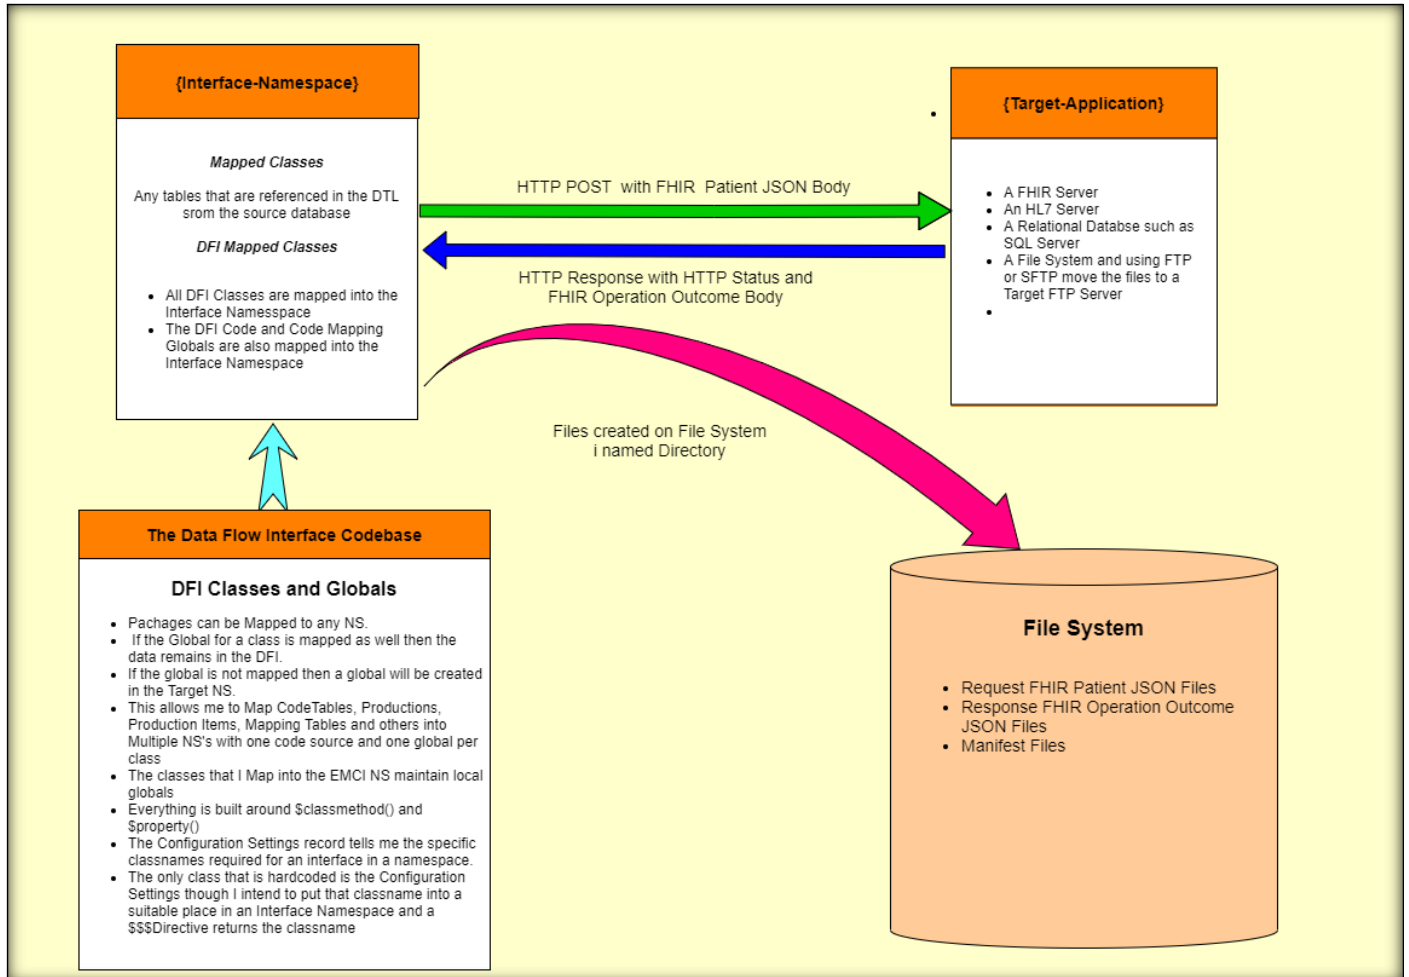 {Interface-Namespace}
Mapped Classes
Any tables that are referenced in the DTL
srom the source database
DFI Mapped Classes
• All DFI Classes are mapped into the
Interface Namesspace
• The DFI Code and Code Mapping
Globals are also mapped into the
Interface Namespace
HTTP POST with FHIR Patient JSON Body
HTTP Response with HTTP Status and
FHIR Operation Outcome Body
•
{Target-Application}
• A FHIR Server
• An HL7 Server
• A Relational Databse such as
SQL Server
• A File System and using FTP
or SFTP move the files to a
Target FTP Server
•
Files created on File System
i named Directory
The Data Flow Interface Codebase
DFI Classes and Globals
• Pachages can be Mapped to any NS.
• If the Global for a class is mapped as well then the
data remains in the DFI.
• If the global is not mapped then a global will be created
in the Target NS.
• This allows me to Map CodeTables, Productions,
Production Items, Mapping Tables and others into
Multiple NS's with one code source and one global per
class
• The classes that I Map into the EMCI NS maintain local
globals
• Everything is built around $classmethod() and
$property()
• The Configuration Settings record tells me the specific
classnames required for an interface in a namespace.
• The only class that is hardcoded is the Configuration
Settings though I intend to put that classname into a
suitable place in an Interface Namespace and a
$$$Directive returns the classname
File System
• Request FHIR Patient JSON Files
• Response FHIR Operation Outcome
JSON Files
• Manifest Files